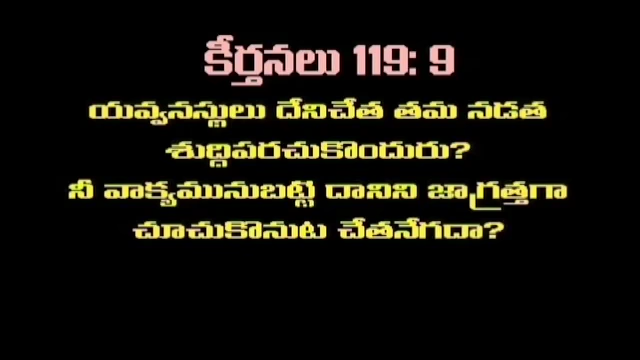 కీర్తనలు 119: 9
యవ్వనస్థులు దేనిచేత తమ నడత
శుద్దిపరచుకొందురు?
నీ వాక్యమునుబట్టి దానిని జాగ్రత్తగా
చూచుకొనుట చేతనేగదా?